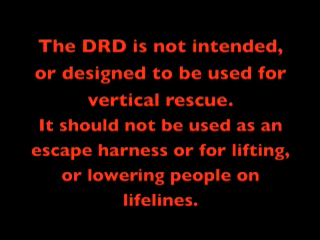 The DRD is not intended,
or designed to be used for
vertical rescue.
It should not be used as an
escape harness or for lifting,
or lowering people on
lifelines.